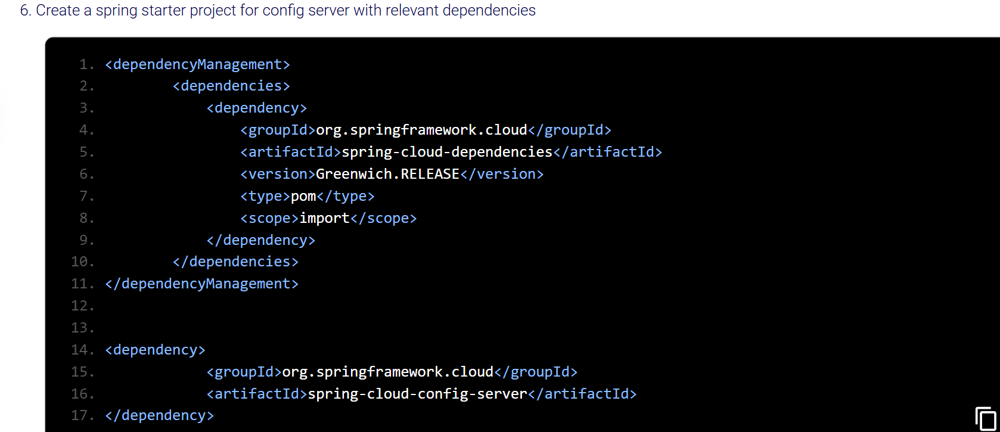 6. Create a spring starter project for config server with relevant dependencies
1. <dependencyManagement>
2. <dependencies>
3. <dependency>
4. <groupId>org.springframework.cloud</groupId>
5. <artifactId>spring-cloud-dependencies</artifactId>
6. <version>Greenwich.RELEASE</version>
7. <type>pom</type>
8. <scope>import</scope>
9. </dependency>
10. </dependencies>
11. </dependencyManagement>
12.
13.
14. <dependency>
15. <groupId>org.springframework.cloud</groupId>
16. <artifactId>spring-cloud-config-server</artifactId>
17. </dependency>